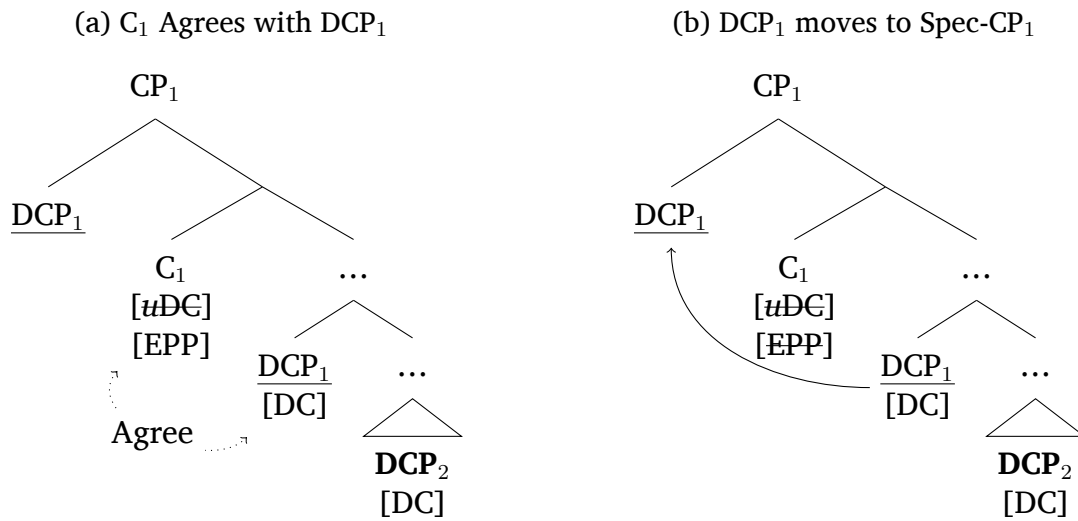 (a) C₁ Agrees with DCP₁
CP₁
DCP₁
C₁ ...
[uDC]
[EPP]
DCP₁ ...
[DC]
Agree
DCP₂
[DC]
(b) DCP₁ moves to Spec-CP₁
CP₁
DCP₁
C₁ ...
[uDC]
[EPP]
DCP₁ ...
[DC]
DCP₂
[DC]